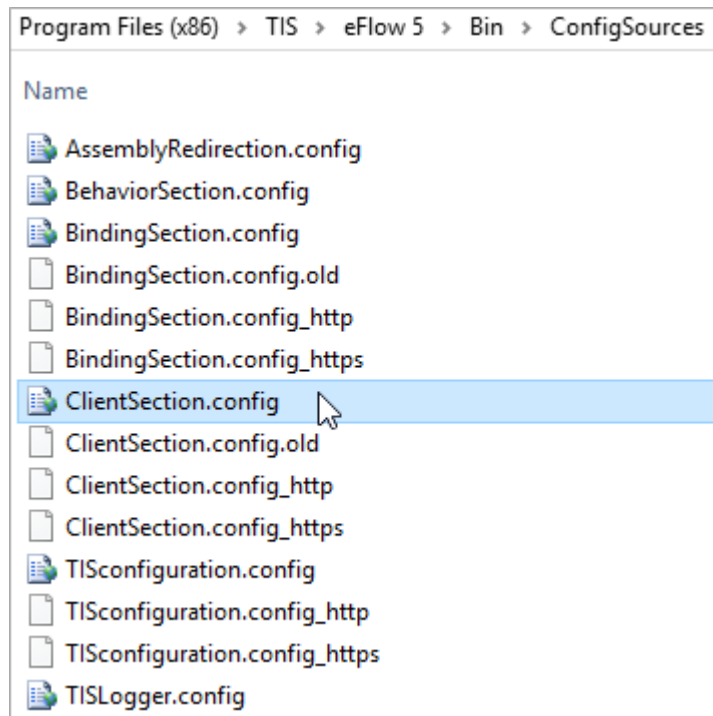 Program Files (x86) > TIS > eFlow 5 > Bin > ConfigSources
Name
AssemblyRedirection.config
BehaviorSection.config
BindingSection.config
BindingSection.config.old
BindingSection.config_http
BindingSection.config_https
ClientSection.config
ClientSection.config.old
ClientSection.config_http
ClientSection.config_https
TISconfiguration.config
TISconfiguration.config_http
TISconfiguration.config_https
TISLogger.config